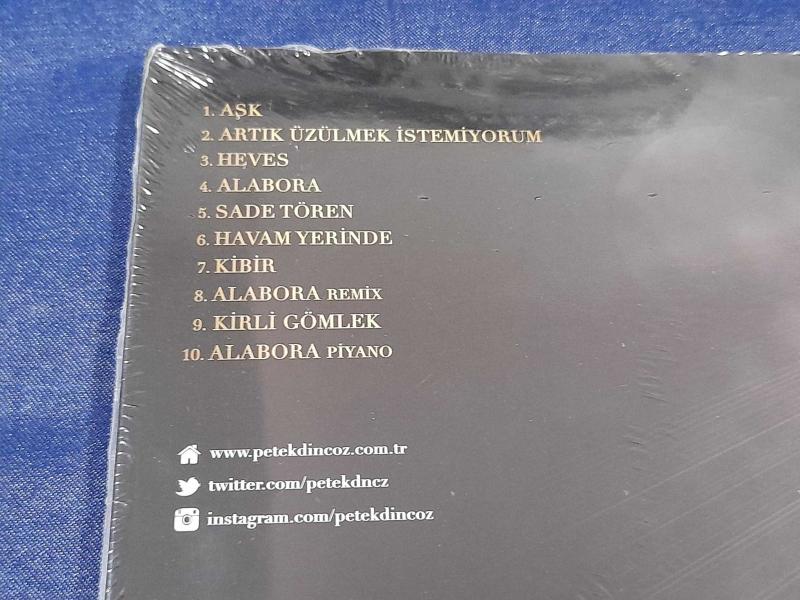 1. AŞK
2. ARTIK ÜZÜLMEK İSTEMİYORUM
3. HEVES
4. ALABORA
5. SADE TÖREN
6. HAVAM YERİNDE
7. KİBİR
8. ALABORA REMIX
9. KİRLİ GÖMLEK
10. ALABORA PİYANO
www.petekdincoz.com.tr
twitter.com/petekdncz
instagram.com/petekdincoz